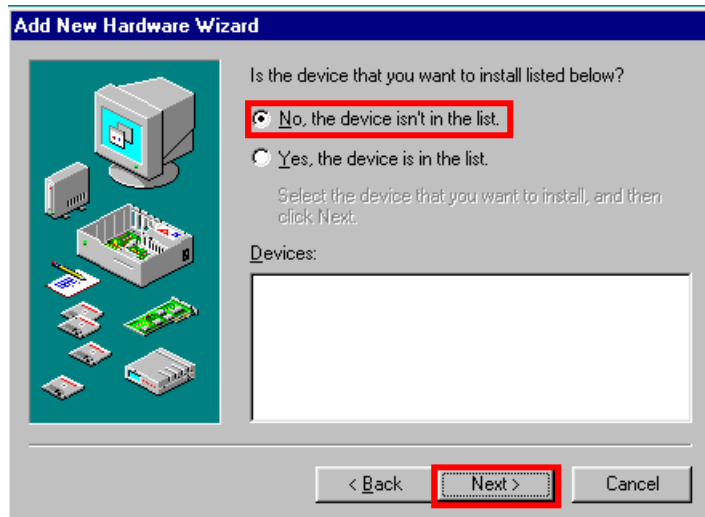 Add New Hardware Wizard
Is the device that you want to install listed below?
No, the device isn't in the list.
Yes, the device is in the list.
Select the device that you want to install, and then
click Next.
Devices:
< Back
Next >
Cancel